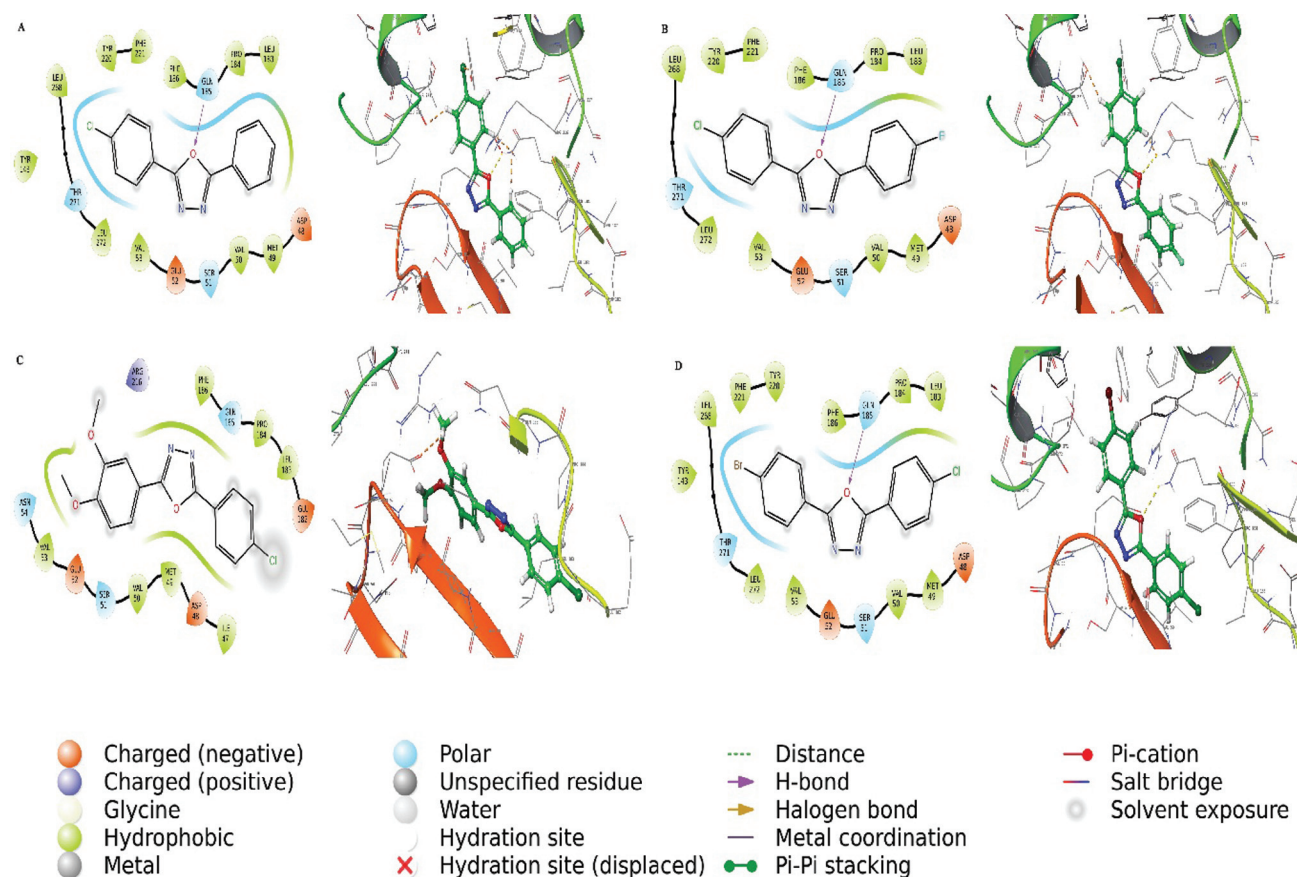 A
TYR
220
PHE
221
PHE
186
GLN
185
PRO
184
LEU
268
Cl
O
N
N
THR
271
LEU
272
VAL
53
GLU
52
SER
51
VAL
50
MET
49
ASP
48
B
LEU
268
TYR
220
PHE
221
PHE
186
GLN
185
PRO
184
LEU
183
Cl
O
F
N
N
THR
271
LEU
272
VAL
53
GLU
52
SER
51
VAL
50
MET
49
ASP
48
C
ARG
216
PHE
186
GLN
185
PRO
184
LEU
183
GLU
182
O
O
N
N
O
Cl
ASN
54
VAL
53
GLU
52
SER
51
VAL
50
MET
49
ASP
48
ILE
47
D
LEU
268
PHE
221
TYR
220
PHE
186
GLN
185
PRO
184
LEU
183
TYR
143
Br
O
Cl
N
N
THR
271
LEU
272
VAL
53
GLU
52
SER
51
VAL
50
MET
49
ASP
48
Charged (negative)
Charged (positive)
Glycine
Hydrophobic
Metal
Polar
Unspecified residue
Water
Hydration site
Hydration site (displaced)
Distance
H-bond
Halogen bond
Metal coordination
Pi-Pi stacking
Pi-cation
Salt bridge
Solvent exposure